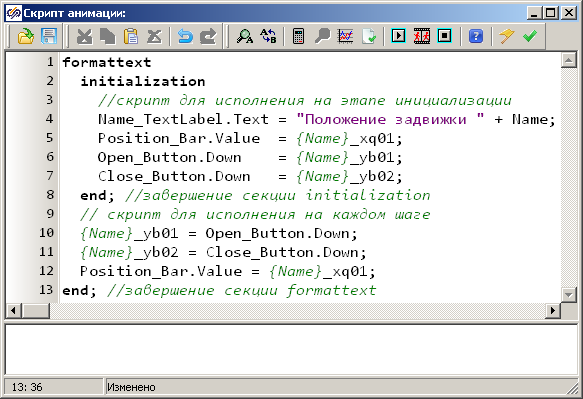 Скрипт анимации:
1 formattext
2 initialization
3 //скрипт для исполнения на этапе инициализации
4 Name_TextLabel.Text = "Положение задвижки " + Name;
5 Position_Bar.Value  = {Name}_xq01;
6 Open_Button.Down    = {Name}_yb01;
7 Close_Button.Down   = {Name}_yb02;
8 end; //завершение секции initialization
9 // скрипт для исполнения на каждом шаге
10 {Name}_yb01 = Open_Button.Down;
11 {Name}_yb02 = Close_Button.Down;
12 Position_Bar.Value = {Name}_xq01;
13 end; //завершение секции formattext
13: 36 Изменено